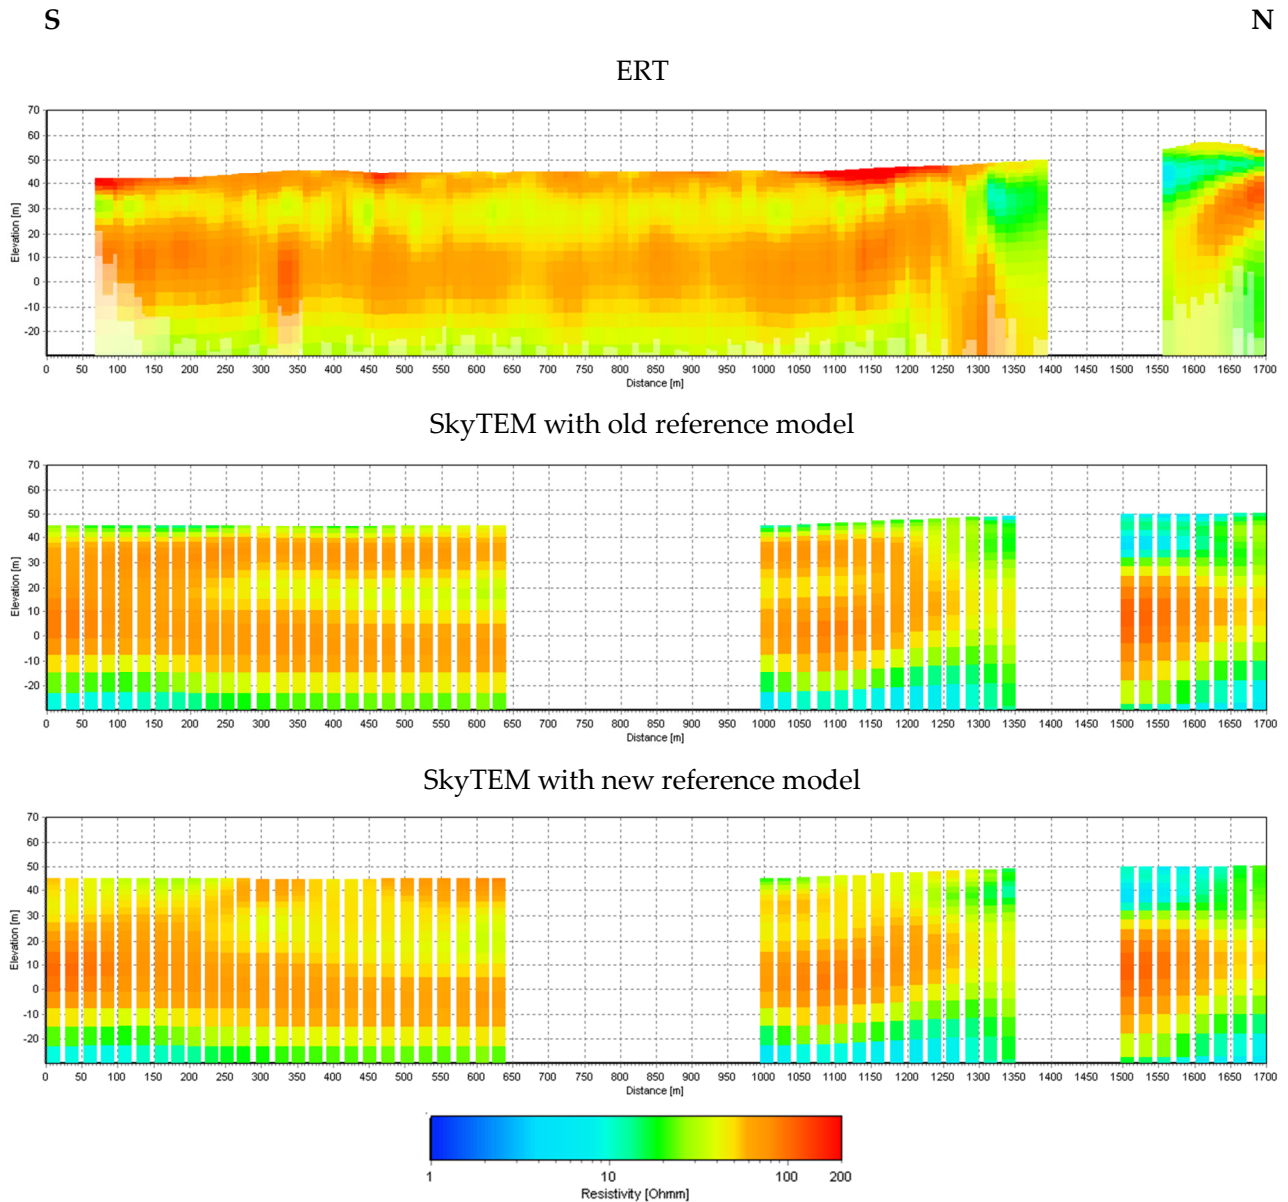 S N
ERT
70
60
50
40
30
20
10
0
-10
-20
Elevation [m]
0 50 100 150 200 250 300 350 400 450 500 550 600 650 700 750 800 850 900 950 1000 1050 1100 1150 1200 1250 1300 1350 1400 1450 1500 1550 1600 1650 1700
Distance [m]
SkyTEM with old reference model
70
60
50
40
30
20
10
0
-10
-20
Elevation [m]
0 50 100 150 200 250 300 350 400 450 500 550 600 650 700 750 800 850 900 950 1000 1050 1100 1150 1200 1250 1300 1350 1400 1450 1500 1550 1600 1650 1700
Distance [m]
SkyTEM with new reference model
70
60
50
40
30
20
10
0
-10
-20
Elevation [m]
0 50 100 150 200 250 300 350 400 450 500 550 600 650 700 750 800 850 900 950 1000 1050 1100 1150 1200 1250 1300 1350 1400 1450 1500 1550 1600 1650 1700
Distance [m]
1 10 100 200
Resistivity [Ohmm]